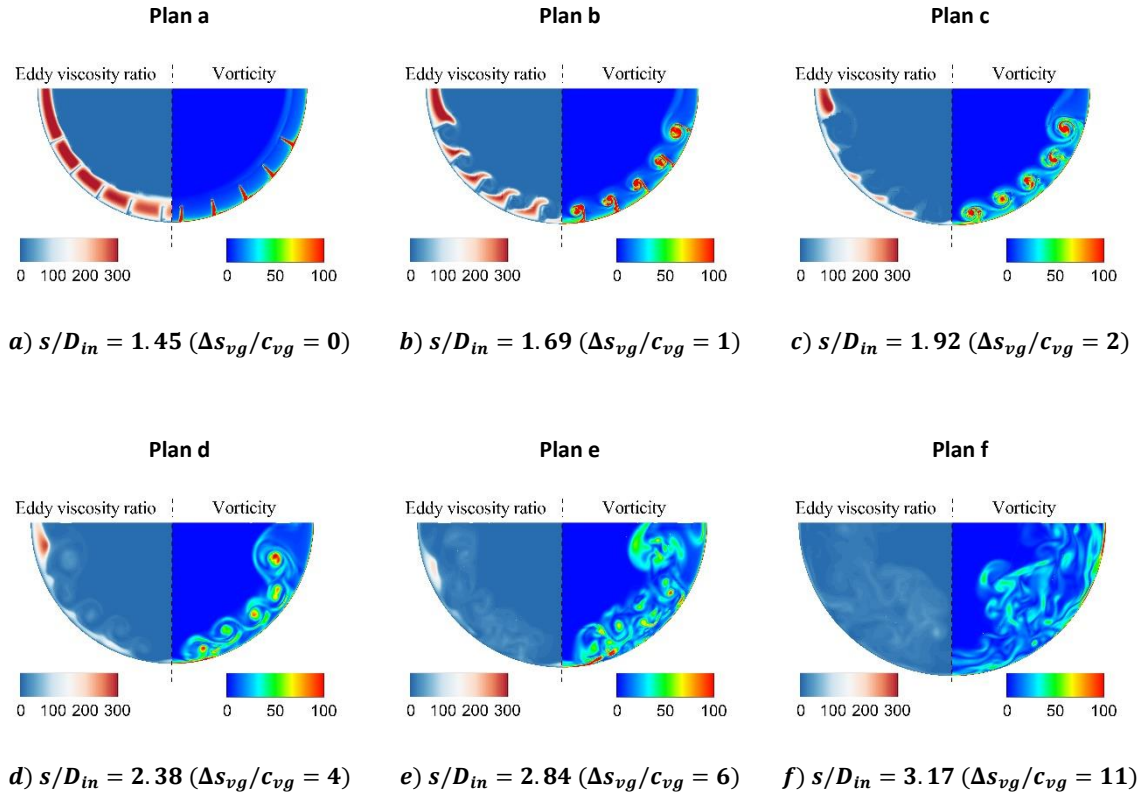 Plan a
Plan b
Plan c
Eddy viscosity ratio Vorticity
Eddy viscosity ratio Vorticity
Eddy viscosity ratio Vorticity
0 100 200 300
0 50 100
0 100 200 300
0 50 100
0 100 200 300
0 50 100
a) s/D_in = 1.45 (Δs_vg/c_vg = 0)
b) s/D_in = 1.69 (Δs_vg/c_vg = 1)
c) s/D_in = 1.92 (Δs_vg/c_vg = 2)
Plan d
Plan e
Plan f
Eddy viscosity ratio Vorticity
Eddy viscosity ratio Vorticity
Eddy viscosity ratio Vorticity
0 100 200 300
0 50 100
0 100 200 300
0 50 100
0 100 200 300
0 50 100
d) s/D_in = 2.38 (Δs_vg/c_vg = 4)
e) s/D_in = 2.84 (Δs_vg/c_vg = 6)
f) s/D_in = 3.17 (Δs_vg/c_vg = 11)